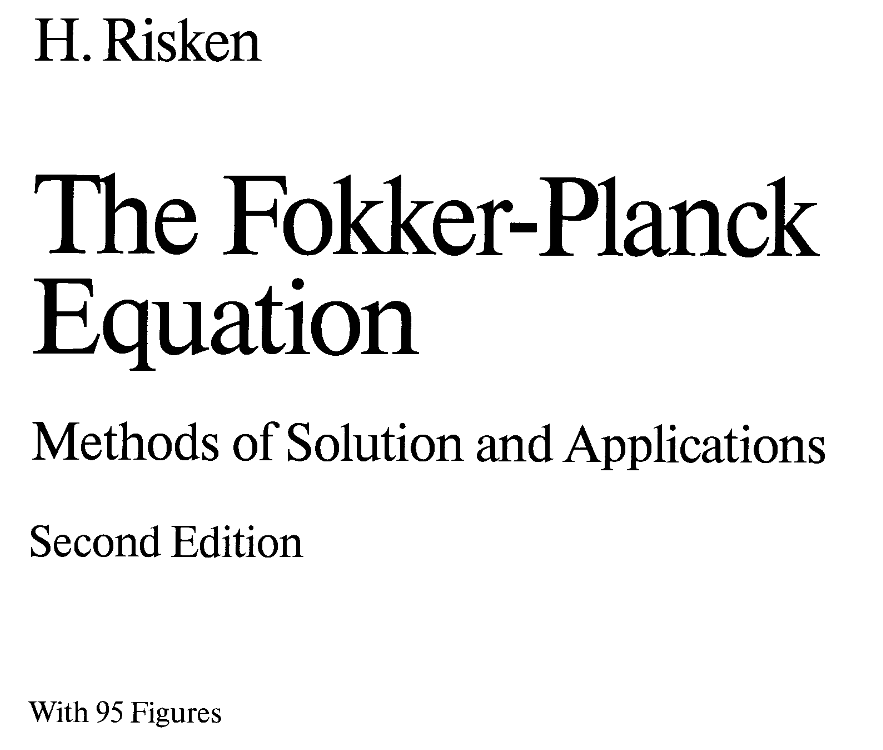 H. Risken
The Fokker-Planck
Equation
Methods of Solution and Applications
Second Edition
With 95 Figures